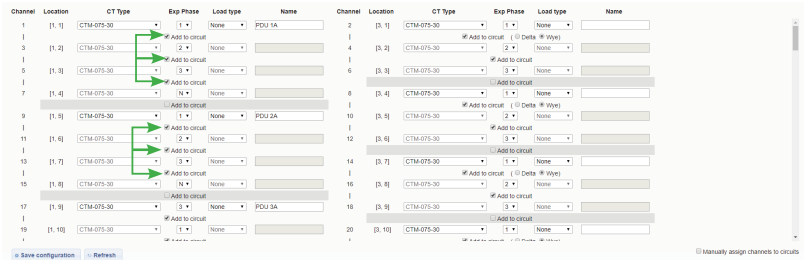 Channel Location CT Type Exp Phase Load type Name Channel Location CT Type Exp Phase Load type Name
1 [1, 1] CTM-075-30 1 None PDU 1A 2 [3, 1] CTM-075-30 1 None
| Add to circuit | Add to circuit ( Delta Wye)
3 [1, 2] CTM-075-30 2 None 4 [3, 2] CTM-075-30 2 None
| Add to circuit | Add to circuit
5 [1, 3] CTM-075-30 3 None 6 [3, 3] CTM-075-30 3 None
| Add to circuit Add to circuit
7 [1, 4] CTM-075-30 N None 8 [3, 4] CTM-075-30 1 None
Add to circuit | Add to circuit ( Delta Wye)
9 [1, 5] CTM-075-30 1 None PDU 2A 10 [3, 5] CTM-075-30 2 None
| Add to circuit | Add to circuit
11 [1, 6] CTM-075-30 2 None 12 [3, 6] CTM-075-30 3 None
| Add to circuit Add to circuit
13 [1, 7] CTM-075-30 3 None 14 [3, 7] CTM-075-30 1 None
| Add to circuit | Add to circuit ( Delta Wye)
15 [1, 8] CTM-075-30 N None 16 [3, 8] CTM-075-30 2 None
Add to circuit | Add to circuit
17 [1, 9] CTM-075-30 3 None PDU 3A 18 [3, 9] CTM-075-30 3 None
| Add to circuit Add to circuit
19 [1, 10] CTM-075-30 1 None 20 [3, 10] CTM-075-30 1 None
Add to circuit Add to circuit ( Delta Wye)
Save configuration Refresh Manually assign channels to circuits